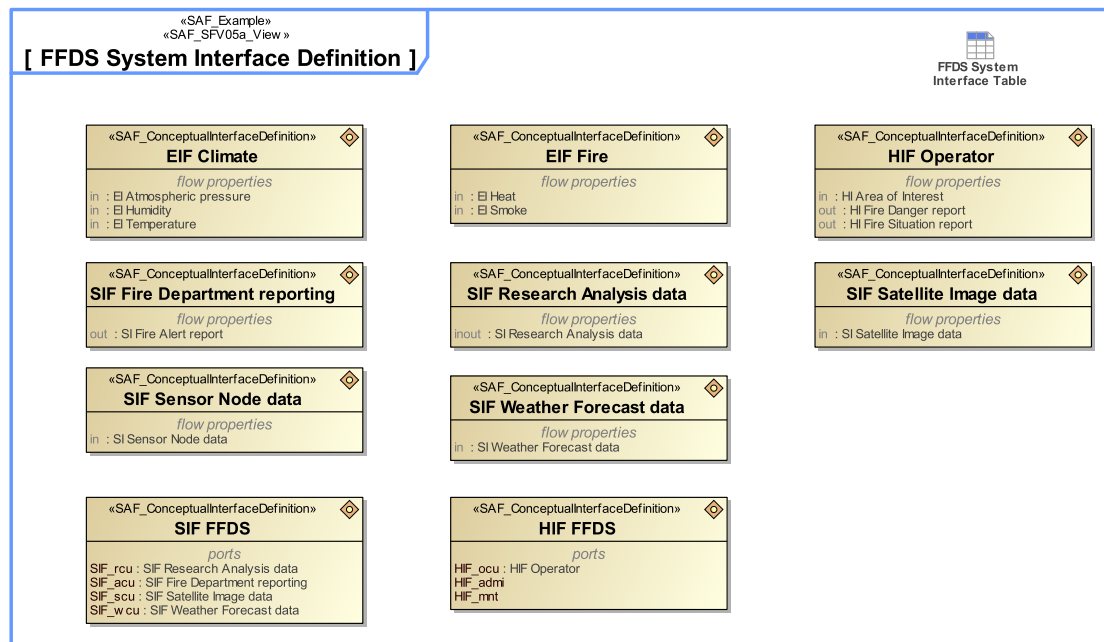 «SAF_Example»
«SAF_SFV05a_View»
[ FFDS System Interface Definition ]
FFDS System
Interface Table
«SAF_ConceptualInterfaceDefinition»
EIF Climate
flow properties
in : EI Atmospheric pressure
in : EI Humidity
in : EI Temperature
«SAF_ConceptualInterfaceDefinition»
EIF Fire
flow properties
in : EI Heat
in : EI Smoke
«SAF_ConceptualInterfaceDefinition»
HIF Operator
flow properties
in : HI Area of Interest
out : HI Fire Danger report
out : HI Fire Situation report
«SAF_ConceptualInterfaceDefinition»
SIF Fire Department reporting
flow properties
out : SI Fire Alert report
«SAF_ConceptualInterfaceDefinition»
SIF Research Analysis data
flow properties
inout : SI Research Analysis data
«SAF_ConceptualInterfaceDefinition»
SIF Satellite Image data
flow properties
in : SI Satellite Image data
«SAF_ConceptualInterfaceDefinition»
SIF Sensor Node data
flow properties
in : SI Sensor Node data
«SAF_ConceptualInterfaceDefinition»
SIF Weather Forecast data
flow properties
in : SI Weather Forecast data
«SAF_ConceptualInterfaceDefinition»
SIF FFDS
ports
SIF_rcu : SIF Research Analysis data
SIF_acu : SIF Fire Department reporting
SIF_scu : SIF Satellite Image data
SIF_wcu : SIF Weather Forecast data
«SAF_ConceptualInterfaceDefinition»
HIF FFDS
ports
HIF_ocu : HIF Operator
HIF_admi
HIF_mnt